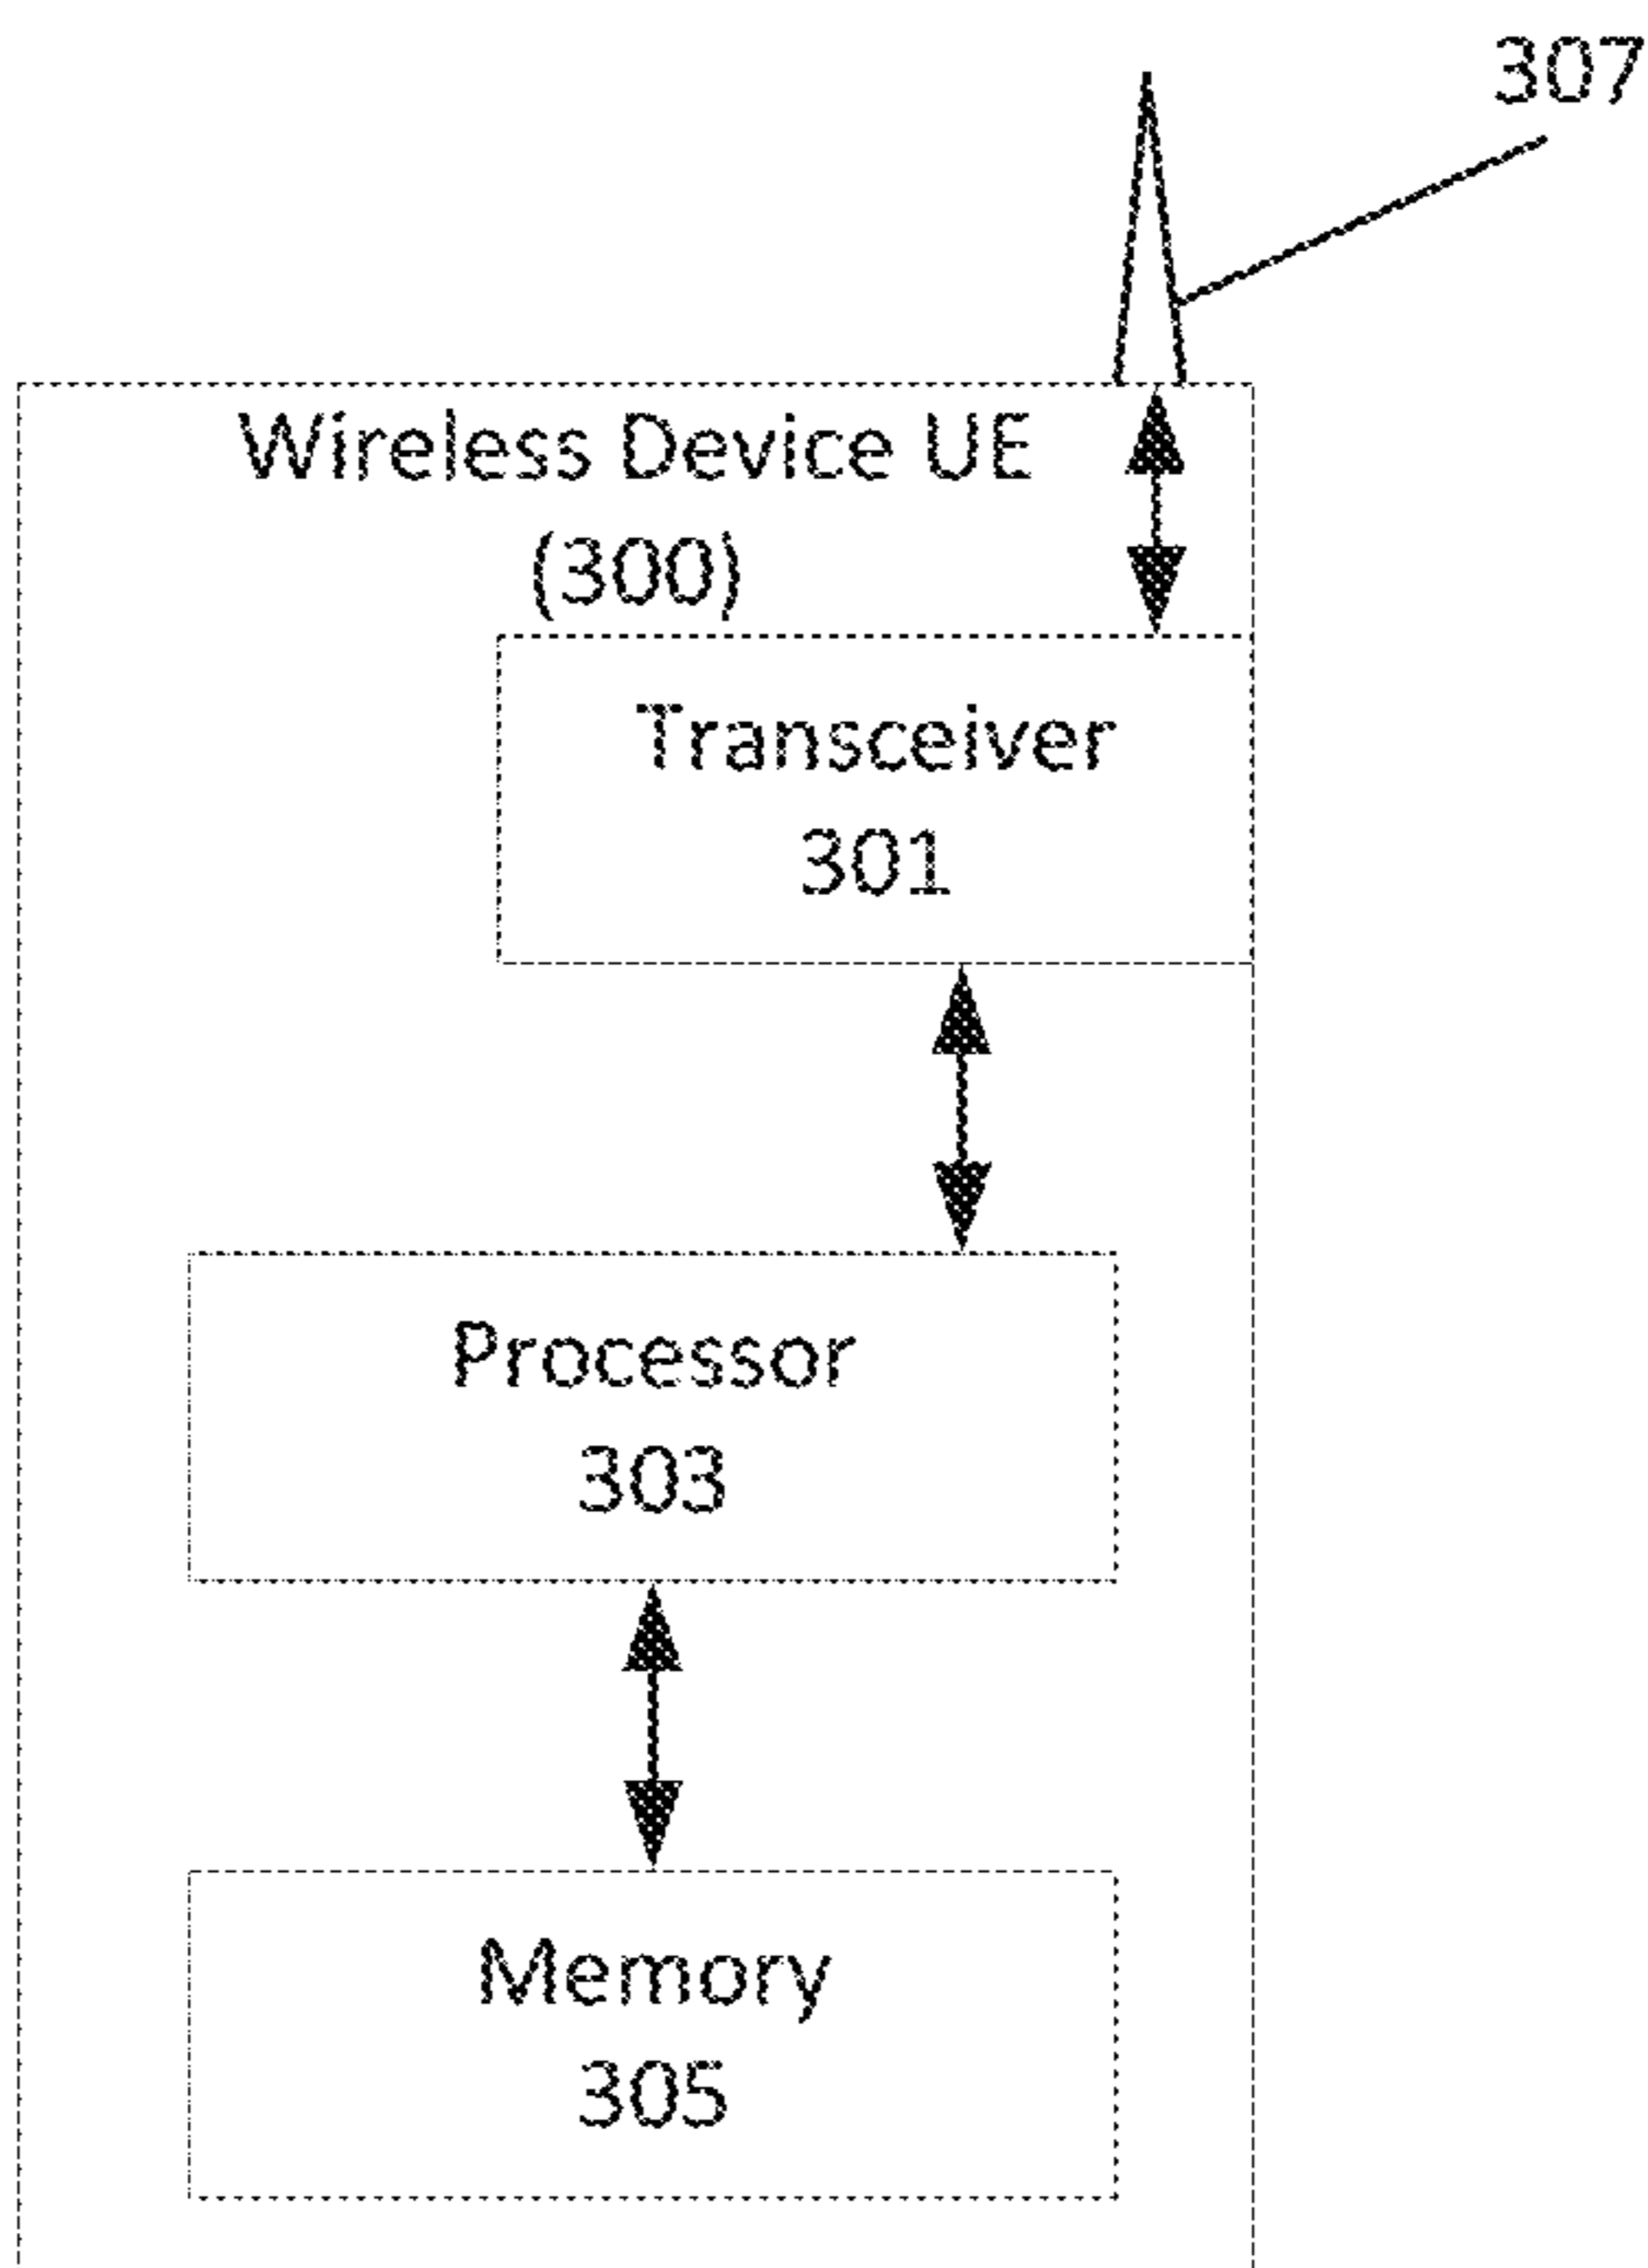 307
Wireless Device UE
(300)
Transceiver
301
Processor
303
Memory
305